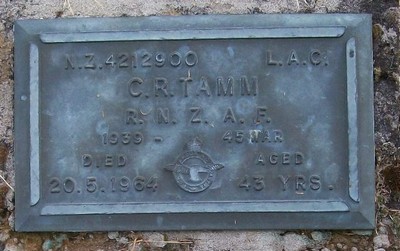 N.Z.4212900 L.A.C.
C.R.TAMM
R. N. Z. A. F.
1939 - 45 WAR
DIED AGED
20.5.1964 43 YRS.